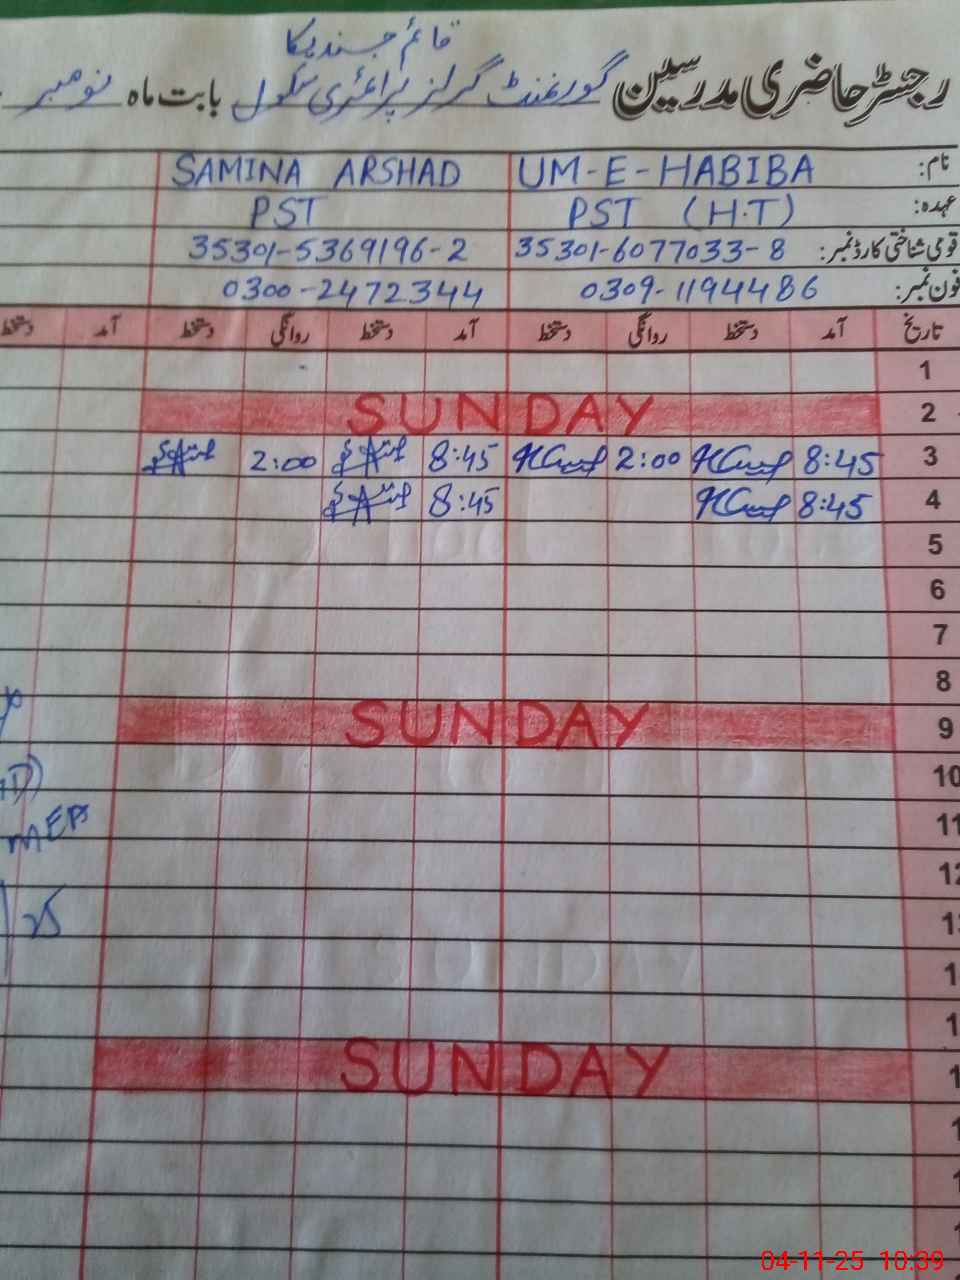 قائم جندیکا
رجسٹر حاضری مدرسین گورنمنٹ گرلز پرائمری سکول بابت ماہ نومبر
نام: UM-E-HABIBA SAMINA ARSHAD
عہدہ: PST (H.T) PST
قومی شناختی کارڈ نمبر: 35301-6077033-8 35301-5369196-2
فون نمبر: 0309-1194486 0300-2472344
تاریخ آمد دستخط روانگی دستخط آمد دستخط روانگی دستخط آمد دستخط
1
2 SUNDAY
3 8:45 2:00 8:45 2:00
4 8:45 8:45
5
6
7
8
9 SUNDAY
10
11
12
SUNDAY
04-11-25 10:39